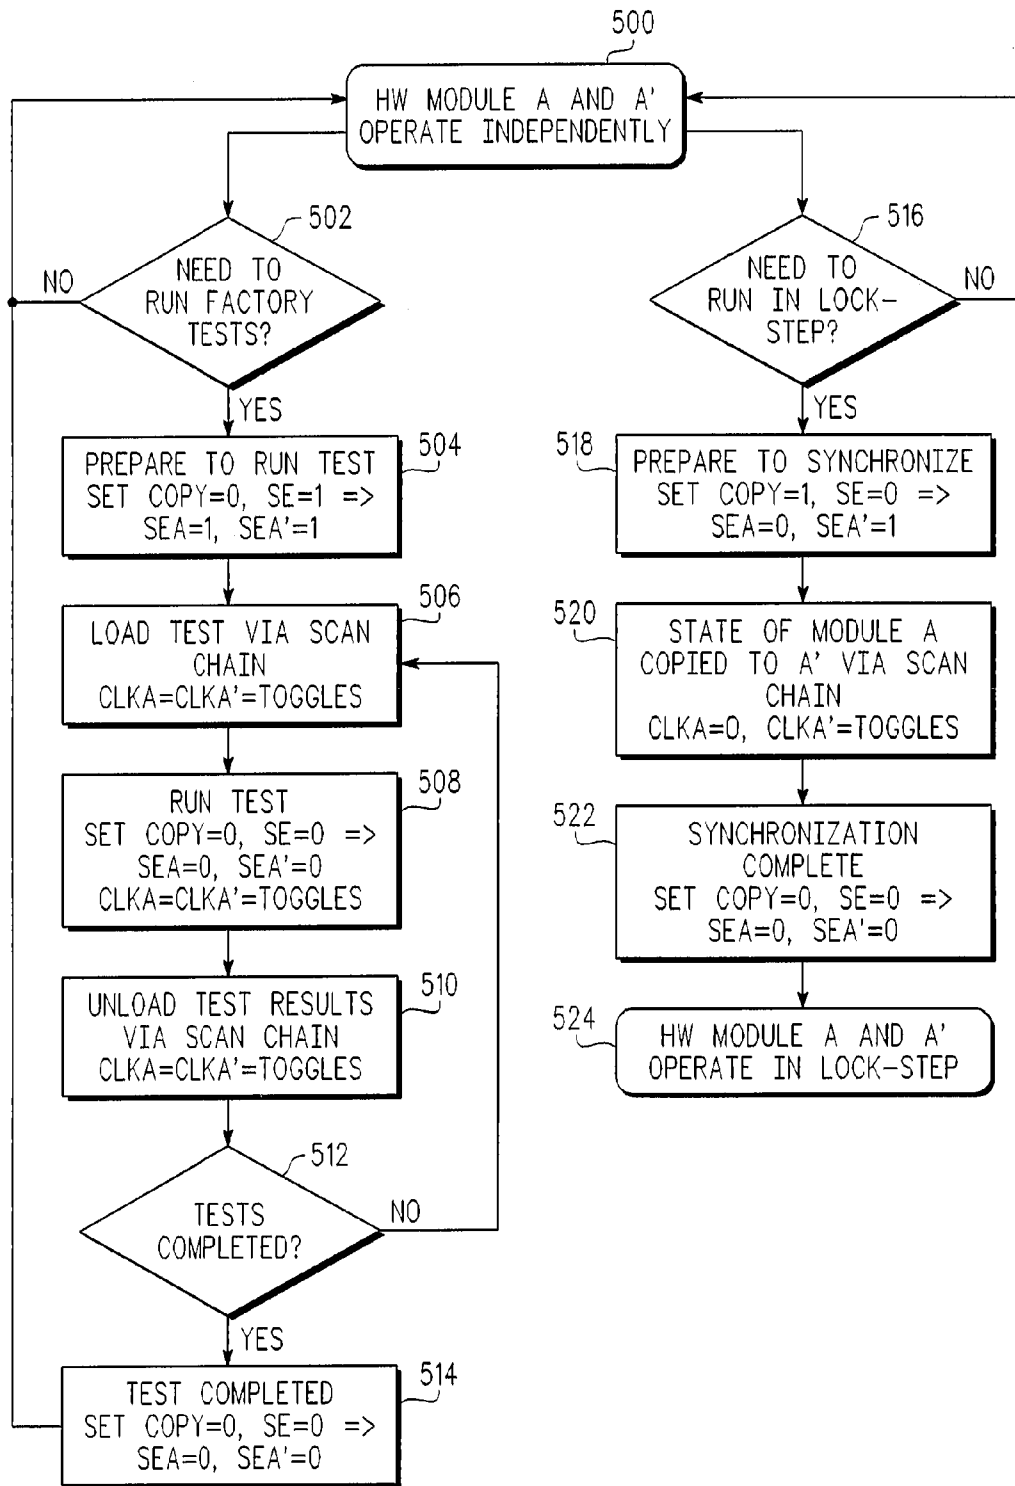 500
HW MODULE A AND A'
OPERATE INDEPENDENTLY
502
NEED TO
RUN FACTORY
TESTS?
NO
YES
504
PREPARE TO RUN TEST
SET COPY=0, SE=1 =>
SEA=1, SEA'=1
506
LOAD TEST VIA SCAN
CHAIN
CLKA=CLKA'=TOGGLES
508
RUN TEST
SET COPY=0, SE=0 =>
SEA=0, SEA'=0
CLKA=CLKA'=TOGGLES
510
UNLOAD TEST RESULTS
VIA SCAN CHAIN
CLKA=CLKA'=TOGGLES
512
TESTS
COMPLETED?
NO
YES
514
TEST COMPLETED
SET COPY=0, SE=0 =>
SEA=0, SEA'=0
516
NEED TO
RUN IN LOCK-
STEP?
NO
YES
518
PREPARE TO SYNCHRONIZE
SET COPY=1, SE=0 =>
SEA=0, SEA'=1
520
STATE OF MODULE A
COPIED TO A' VIA SCAN
CHAIN
CLKA=0, CLKA'=TOGGLES
522
SYNCHRONIZATION
COMPLETE
SET COPY=0, SE=0 =>
SEA=0, SEA'=0
524
HW MODULE A AND A'
OPERATE IN LOCK-STEP